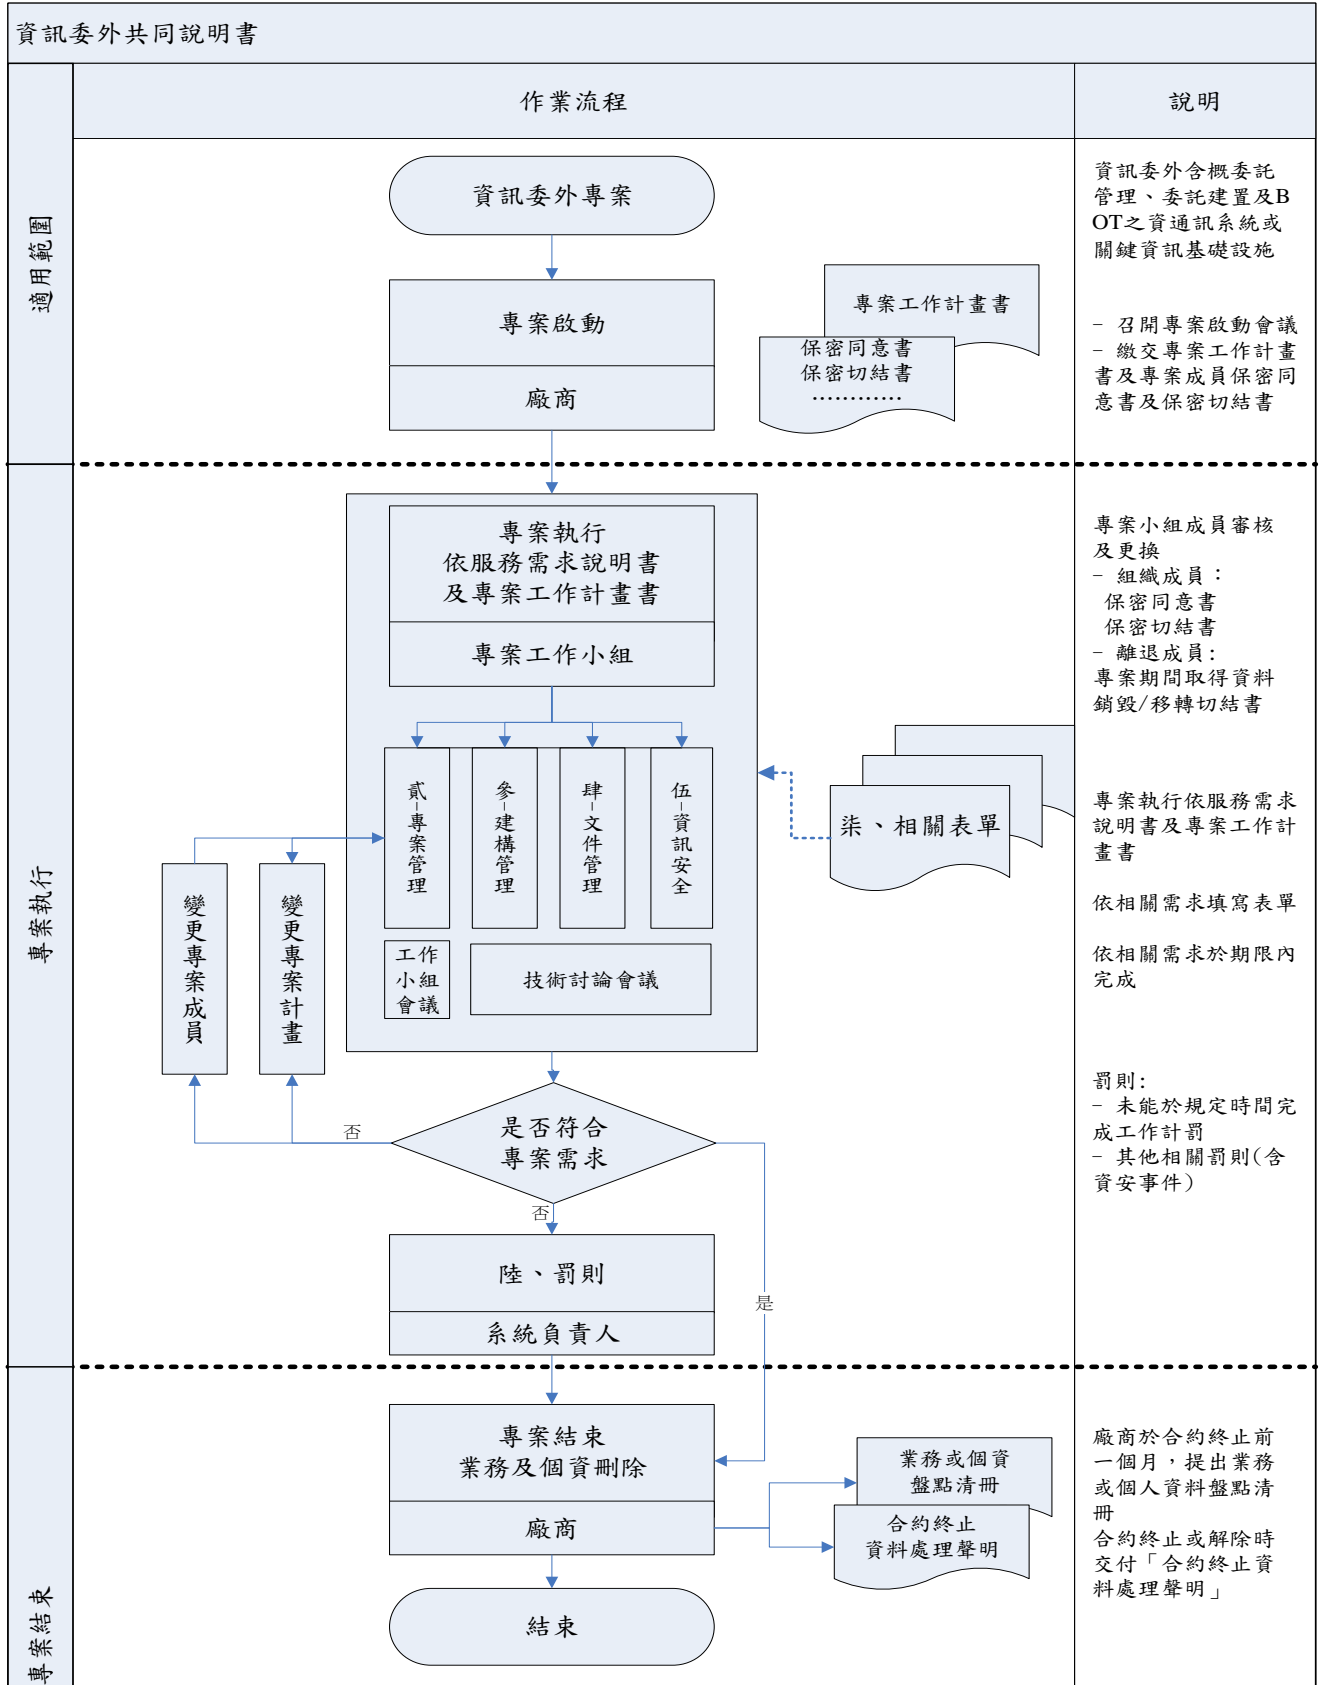 資訊委外共同說明書
作業流程
說明
適用範圍
資訊委外專案
專案啟動
廠商
專案工作計畫書
保密同意書
保密切結書
…………
資訊委外含概委託
管理、委託建置及B
OT之資通訊系統或
關鍵資訊基礎設施
- 召開專案啟動會議
- 繳交專案工作計畫
書及專案成員保密同
意書及保密切結書
專案執行
專案執行
依服務需求說明書
及專案工作計畫書
專案工作小組
貳-專案管理
參-建構管理
肆-文件管理
伍-資訊安全
工作
小組
會議
技術討論會議
柒、相關表單
變更專案成員
變更專案計畫
是否符合
專案需求
否
否
是
陸、罰則
系統負責人
專案小組成員審核
及更換
- 組織成員：
保密同意書
保密切結書
- 離退成員:
專案期間取得資料
銷毀/移轉切結書
專案執行依服務需求
說明書及專案工作計
畫書
依相關需求填寫表單
依相關需求於期限內
完成
罰則:
- 未能於規定時間完
成工作計罰
- 其他相關罰則(含
資安事件)
專案結束
專案結束
業務及個資刪除
廠商
業務或個資
盤點清冊
合約終止
資料處理聲明
結束
廠商於合約終止前
一個月，提出業務
或個人資料盤點清
冊
合約終止或解除時
交付「合約終止資
料處理聲明」